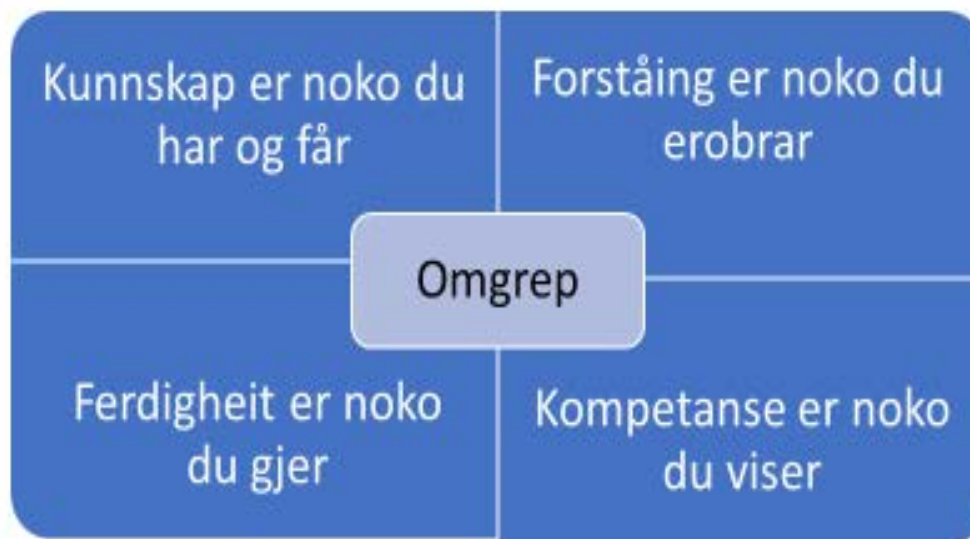 Kunnskap er noko du
har og får
Forståing er noko du
erobrar
Omgrep
Ferdigheit er noko
du gjer
Kompetanse er noko
du viser